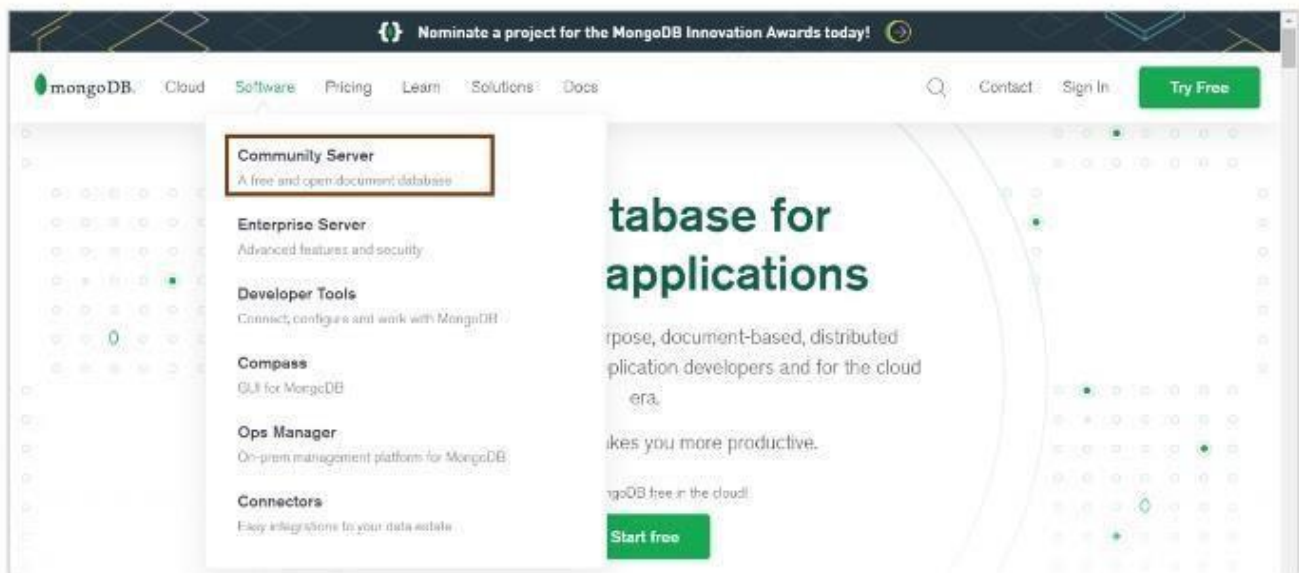 Nominate a project for the MongoDB Innovation Awards today!
mongoDB. Cloud Software Pricing Learn Solutions Docs Contact Sign In Try Free
Community Server
A free and open document database
Enterprise Server
Advanced features and security
Developer Tools
Connect, configure and work with MongoDB
Compass
GUI for MongoDB
Ops Manager
On-prem management platform for MongoDB
Connectors
Easy integrations to your data estate
tabase for
applications
rpose, document-based, distributed
plication developers and for the cloud
era.
akes you more productive.
ngoDB free in the cloud!
Start free